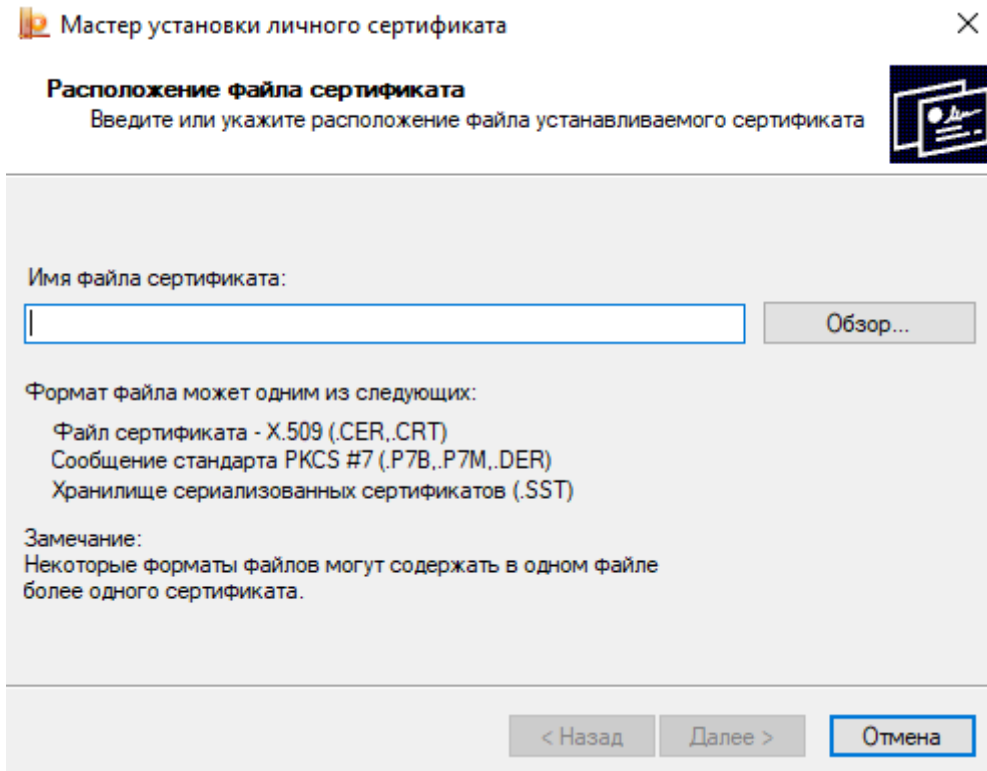 Мастер установки личного сертификата
Расположение файла сертификата
Введите или укажите расположение файла устанавливаемого сертификата
Имя файла сертификата:
Обзор...
Формат файла может одним из следующих:
Файл сертификата - X.509 (.CER,.CRT)
Сообщение стандарта PKCS #7 (.P7B,.P7M,.DER)
Хранилище сериализованных сертификатов (.SST)
Замечание:
Некоторые форматы файлов могут содержать в одном файле
более одного сертификата.
< Назад
Далее >
Отмена